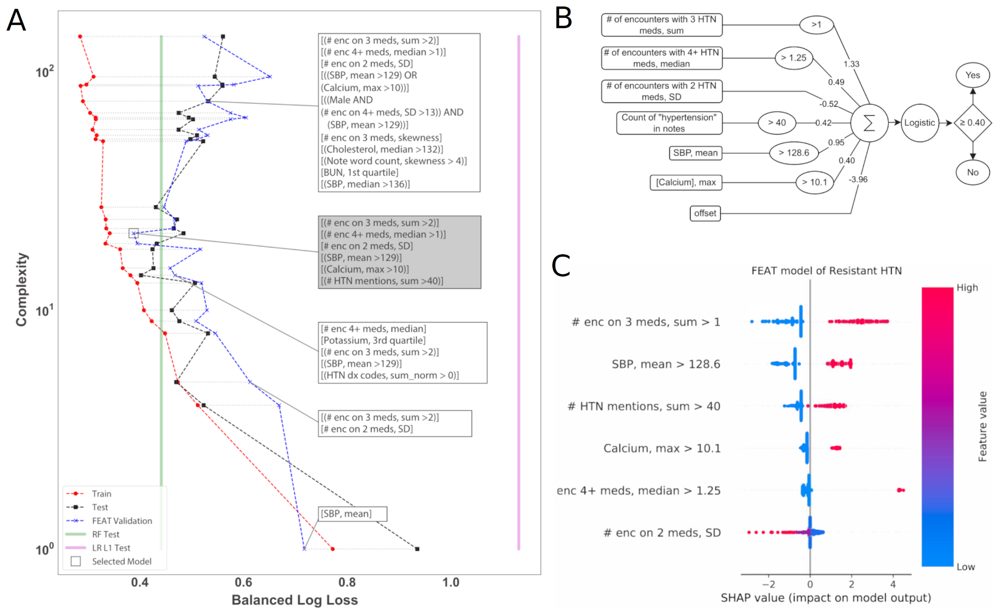 A
10²
10¹
10⁰
Complexity
0.4
0.6
0.8
1.0
Balanced Log Loss
[(# enc on 3 meds, sum >2)]
[(# enc 4+ meds, median >1)]
[# enc on 2 meds, SD]
[((SBP, mean >129) OR
(Calcium, max >10))]
[((Male AND
(# enc on 4+ meds, SD >13)) AND
(SBP, mean >129))]
[# enc on 3 meds, skewness]
[(Cholesterol, median >132)]
[(Note word count, skewness > 4)]
[BUN, 1st quartile]
[(SBP, median >136)]
[(# enc on 3 meds, sum >2)]
[(# enc 4+ meds, median >1)]
[# enc on 2 meds, SD]
[(SBP, mean >129)]
[(Calcium, max >10)]
[(# HTN mentions, sum >40)]
[# enc 4+ meds, median]
[Potassium, 3rd quartile]
[(# enc on 3 meds, sum >2)]
[(SBP, mean >129)]
[(HTN dx codes, sum_norm > 0)]
[(# enc on 3 meds, sum >2)]
[# enc on 2 meds, SD]
[SBP, mean]
Train
Test
FEAT Validation
RF Test
LR L1 Test
Selected Model
B
# of encounters with 3 HTN
meds, sum
>1
1.33
# of encounters with 4+ HTN
meds, median
> 1.25
0.49
# of encounters with 2 HTN
meds, SD
-0.52
Count of "hypertension"
in notes
> 40
0.42
SBP, mean
> 128.6
0.95
[Calcium], max
> 10.1
0.40
offset
-3.96
Σ
Logistic
≥ 0.40
Yes
No
C
FEAT model of Resistant HTN
# enc on 3 meds, sum > 1
SBP, mean > 128.6
# HTN mentions, sum > 40
Calcium, max > 10.1
enc 4+ meds, median > 1.25
# enc on 2 meds, SD
−2
0
2
4
SHAP value (impact on model output)
High
Feature value
Low